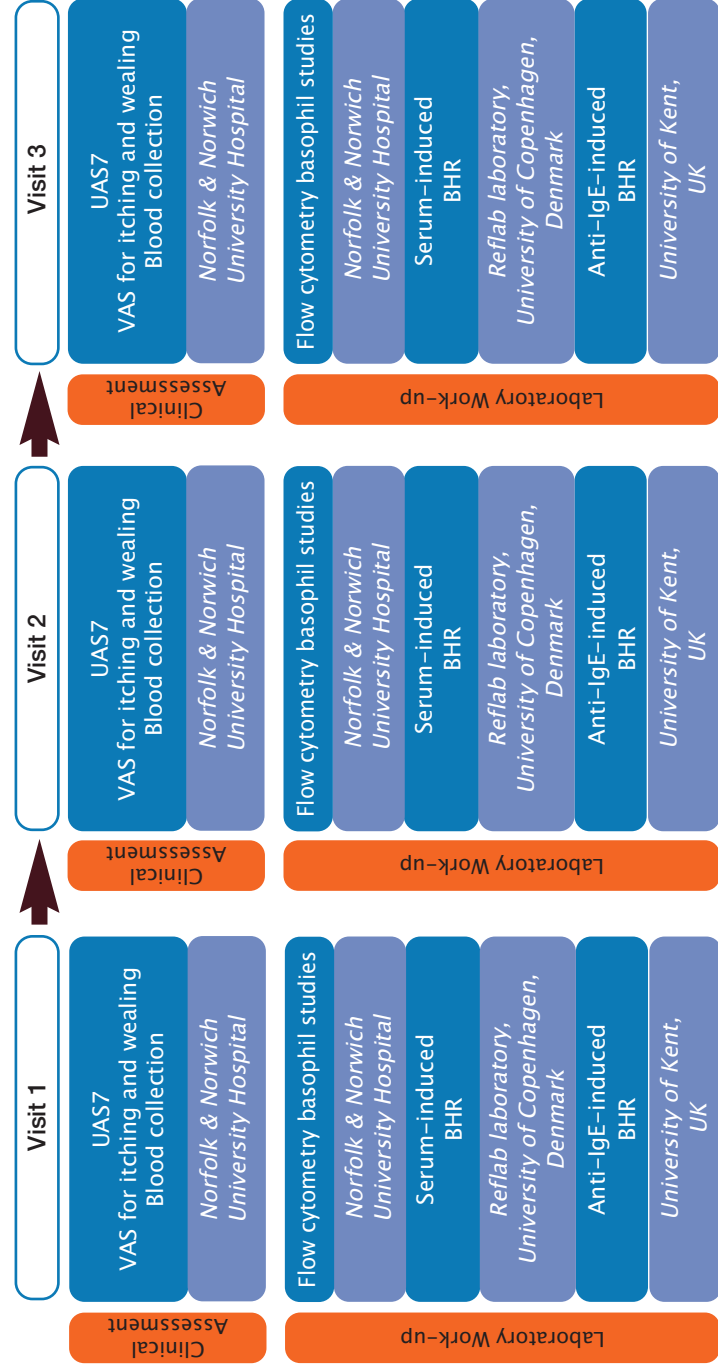 Visit 1
Clinical
Assessment
UAS7
VAS for itching and wealing
Blood collection
Norfolk & Norwich
University Hospital
Laboratory Work-up
Flow cytometry basophil studies
Norfolk & Norwich
University Hospital
Serum-induced
BHR
Reflab laboratory,
University of Copenhagen,
Denmark
Anti-IgE-induced
BHR
University of Kent,
UK
Visit 2
Clinical
Assessment
UAS7
VAS for itching and wealing
Blood collection
Norfolk & Norwich
University Hospital
Laboratory Work-up
Flow cytometry basophil studies
Norfolk & Norwich
University Hospital
Serum-induced
BHR
Reflab laboratory,
University of Copenhagen,
Denmark
Anti-IgE-induced
BHR
University of Kent,
UK
Visit 3
Clinical
Assessment
UAS7
VAS for itching and wealing
Blood collection
Norfolk & Norwich
University Hospital
Laboratory Work-up
Flow cytometry basophil studies
Norfolk & Norwich
University Hospital
Serum-induced
BHR
Reflab laboratory,
University of Copenhagen,
Denmark
Anti-IgE-induced
BHR
University of Kent,
UK